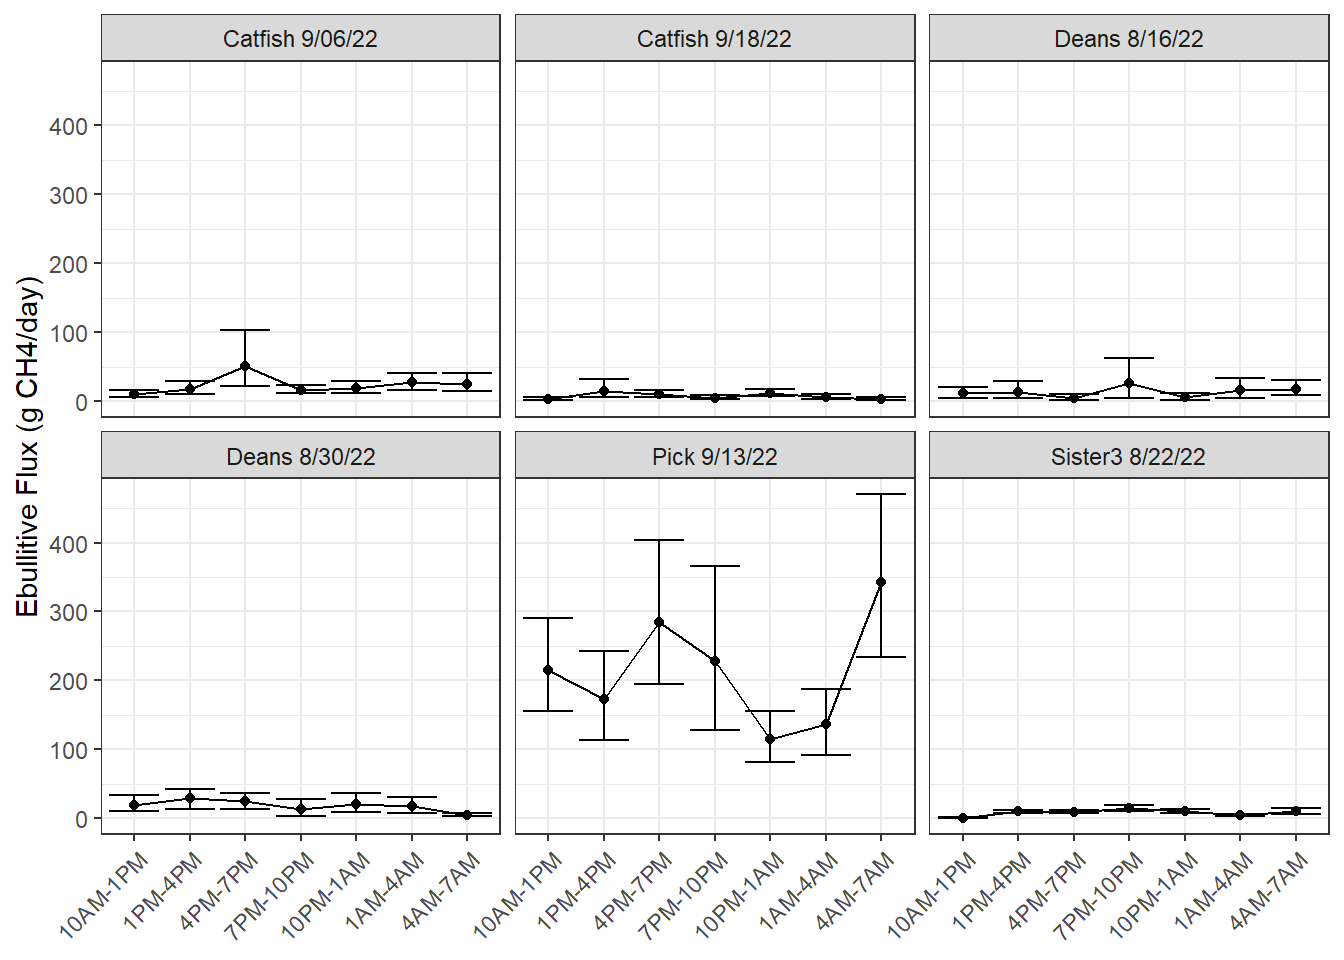 Catfish 9/06/22
Catfish 9/18/22
Deans 8/16/22
400
300
200
100
0
Ebullitive Flux (g CH4/day)
Deans 8/30/22
Pick 9/13/22
Sister3 8/22/22
400
300
200
100
0
10AM-1PM
1PM-4PM
4PM-7PM
7PM-10PM
10PM-1AM
1AM-4AM
4AM-7AM
10AM-1PM
1PM-4PM
4PM-7PM
7PM-10PM
10PM-1AM
1AM-4AM
4AM-7AM
10AM-1PM
1PM-4PM
4PM-7PM
7PM-10PM
10PM-1AM
1AM-4AM
4AM-7AM